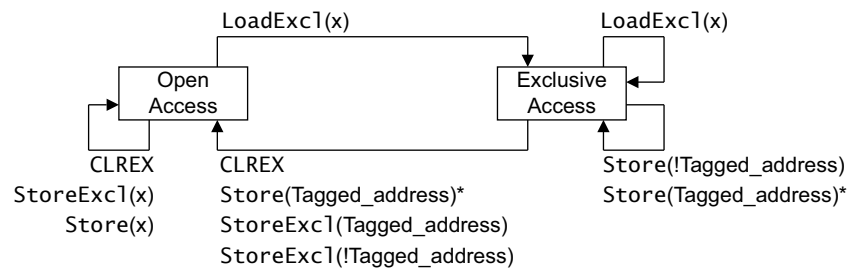 LoadExcl(x)
LoadExcl(x)
Open
Access
Exclusive
Access
CLREX
StoreExcl(x)
Store(x)
CLREX
Store(Tagged_address)*
StoreExcl(Tagged_address)
StoreExcl(!Tagged_address)
Store(!Tagged_address)
Store(Tagged_address)*